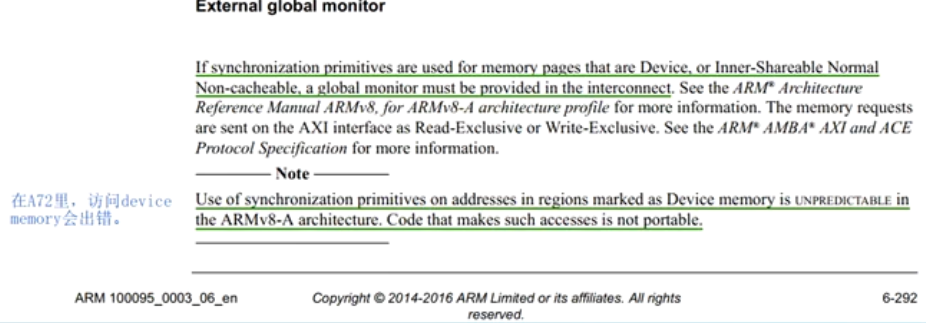 External global monitor
If synchronization primitives are used for memory pages that are Device, or Inner-Shareable Normal
Non-cacheable, a global monitor must be provided in the interconnect. See the ARM® Architecture
Reference Manual ARMv8, for ARMv8-A architecture profile for more information. The memory requests
are sent on the AXI interface as Read-Exclusive or Write-Exclusive. See the ARM® AMBA® AXI and ACE
Protocol Specification for more information.
Note
在A72里，访问device
memory会出错。
Use of synchronization primitives on addresses in regions marked as Device memory is UNPREDICTABLE in
the ARMv8-A architecture. Code that makes such accesses is not portable.
ARM 100095_0003_06_en
Copyright © 2014-2016 ARM Limited or its affiliates. All rights
reserved.
6-292